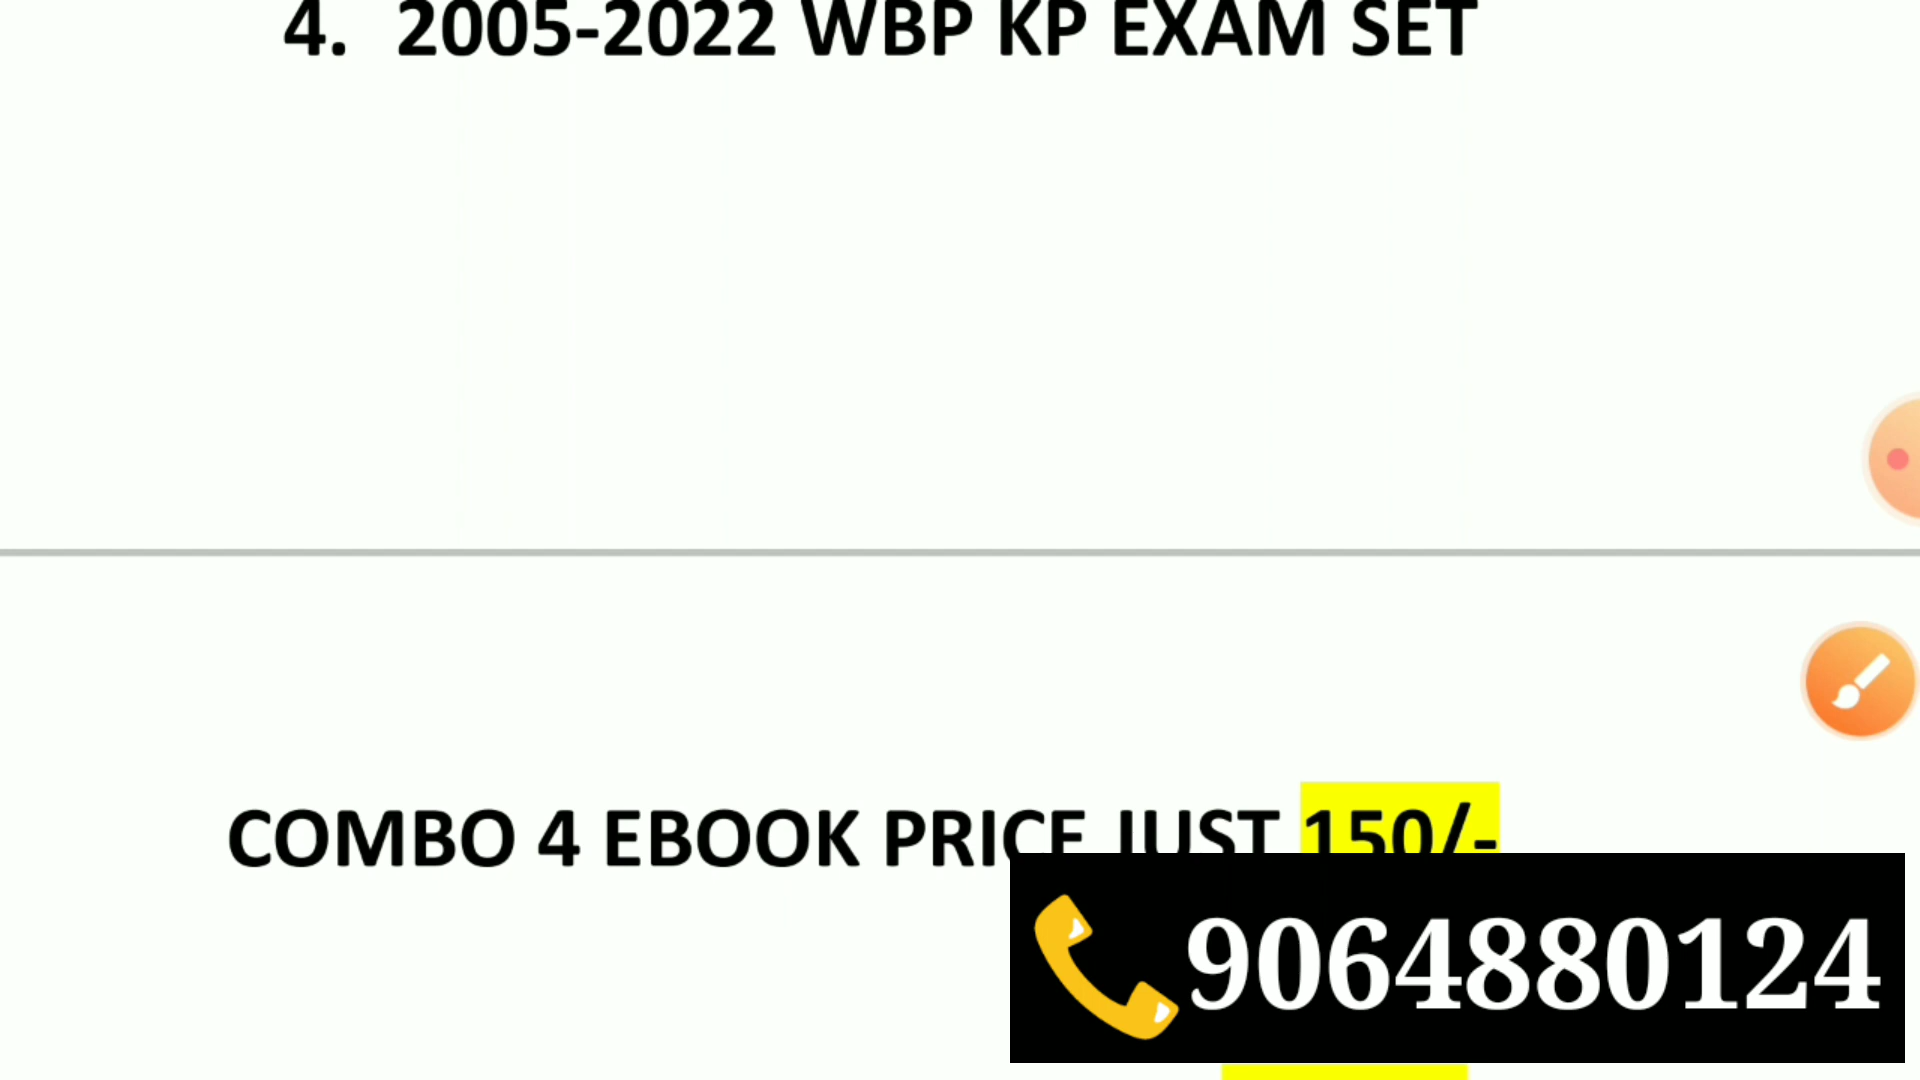 4. 2005-2022 WBP KP EXAM SET
COMBO 4 EBOOK PRICE JUST 150/-
9064880124